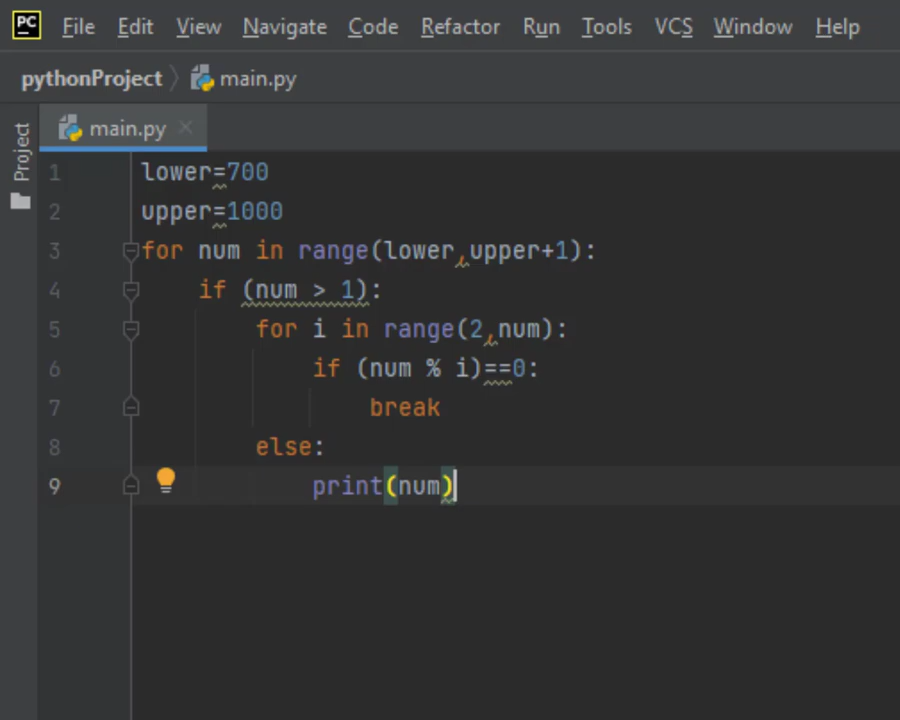 PC File Edit View Navigate Code Refactor Run Tools VCS Window Help
pythonProject main.py
Project
main.py
1 lower=700
2 upper=1000
3 for num in range(lower,upper+1):
4     if (num > 1):
5         for i in range(2,num):
6             if (num % i)==0:
7                 break
8         else:
9             print(num)